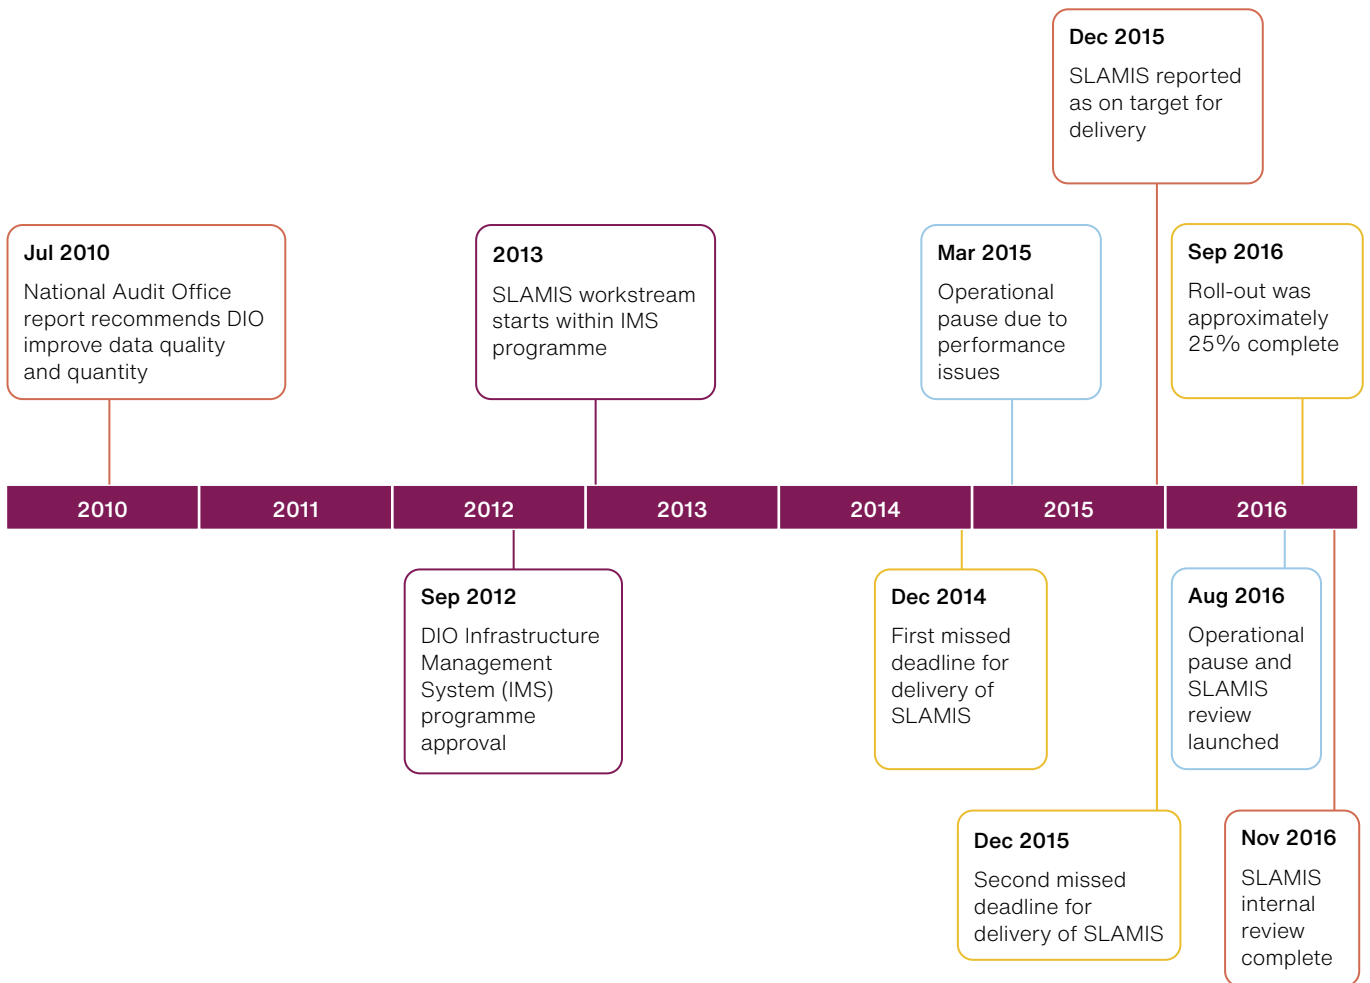 Dec 2015
SLAMIS reported
as on target for
delivery
Jul 2010
National Audit Office
report recommends DIO
improve data quality
and quantity
2013
SLAMIS workstream
starts within IMS
programme
Mar 2015
Operational
pause due to
performance
issues
Sep 2016
Roll-out was
approximately
25% complete
2010
2011
2012
2013
2014
2015
2016
Sep 2012
DIO Infrastructure
Management
System (IMS)
programme
approval
Dec 2014
First missed
deadline for
delivery of
SLAMIS
Aug 2016
Operational
pause and
SLAMIS
review
launched
Dec 2015
Second missed
deadline for
delivery of SLAMIS
Nov 2016
SLAMIS
internal
review
complete